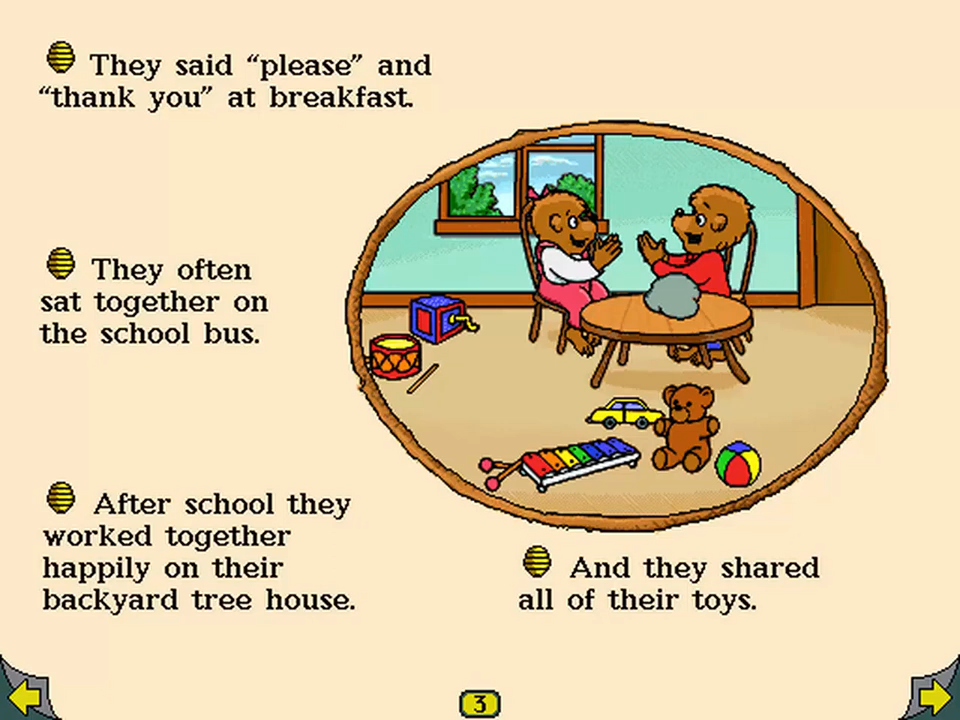 They said “please” and
“thank you” at breakfast.
They often
sat together on
the school bus.
After school they
worked together
happily on their
backyard tree house.
And they shared
all of their toys.
3